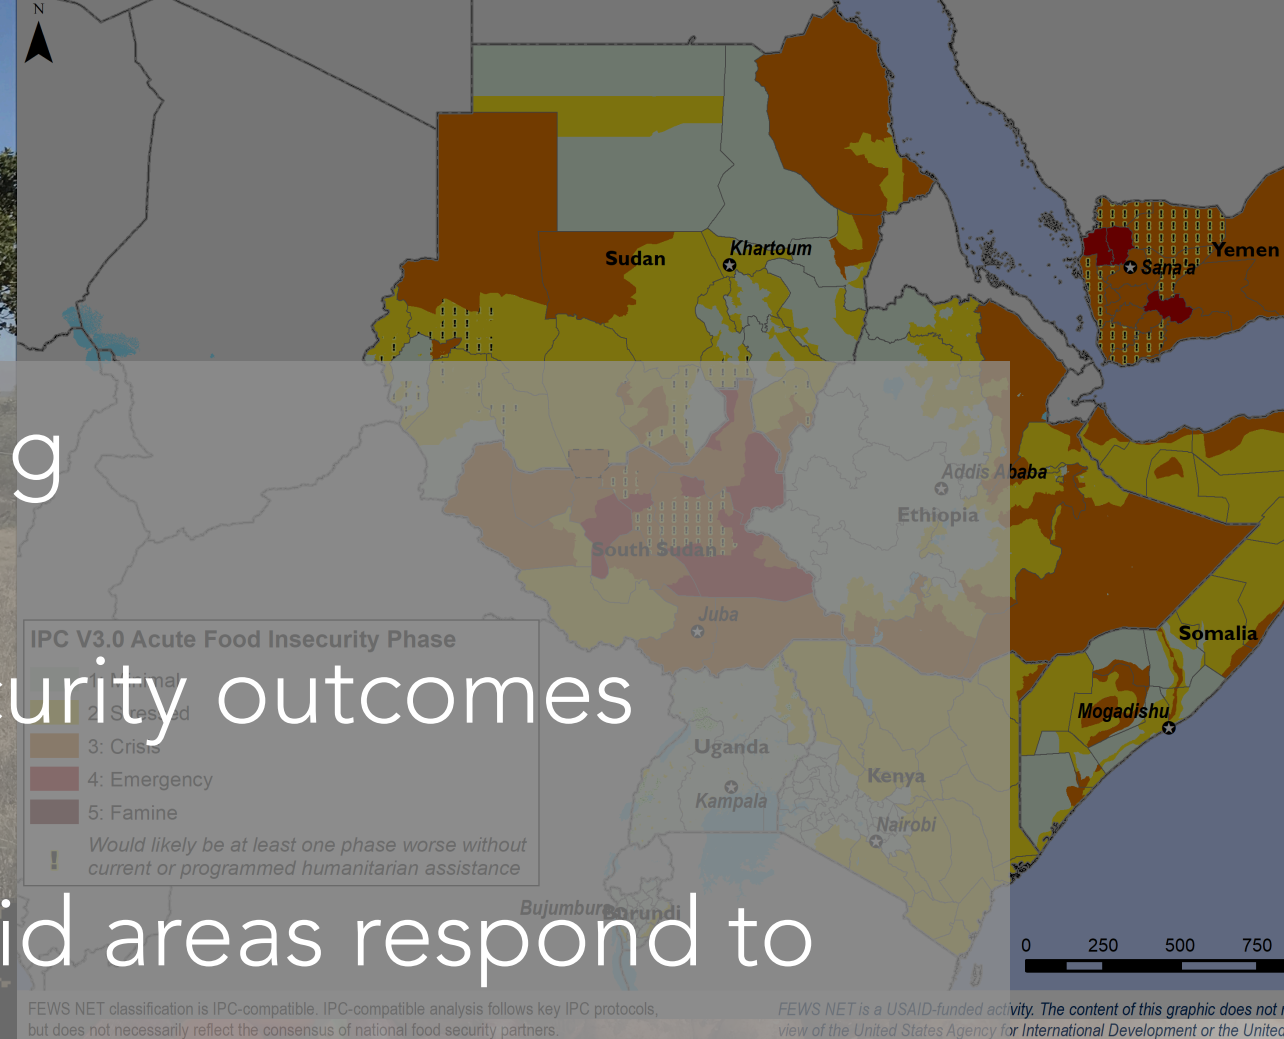 N
Khartoum
Sudan
Yemen
Sana'a
g
Addis Ababa
Ethiopia
South Sudan
Juba
Somalia
IPC V3.0 Acute Food Insecurity Phase
1: Minimal
curity outcomes
2: Stressed
Mogadishu
3: Crisis
Uganda
Kenya
4: Emergency
Kampala
5: Famine
Nairobi
Would likely be at least one phase worse without
! current or programmed humanitarian assistance
Bujumbura
Burundi
id areas respond to
0 250 500 750
FEWS NET classification is IPC-compatible. IPC-compatible analysis follows key IPC protocols,
but does not necessarily reflect the consensus of national food security partners.
FEWS NET is a USAID-funded activity. The content of this graphic does not
view of the United States Agency for International Development or the United